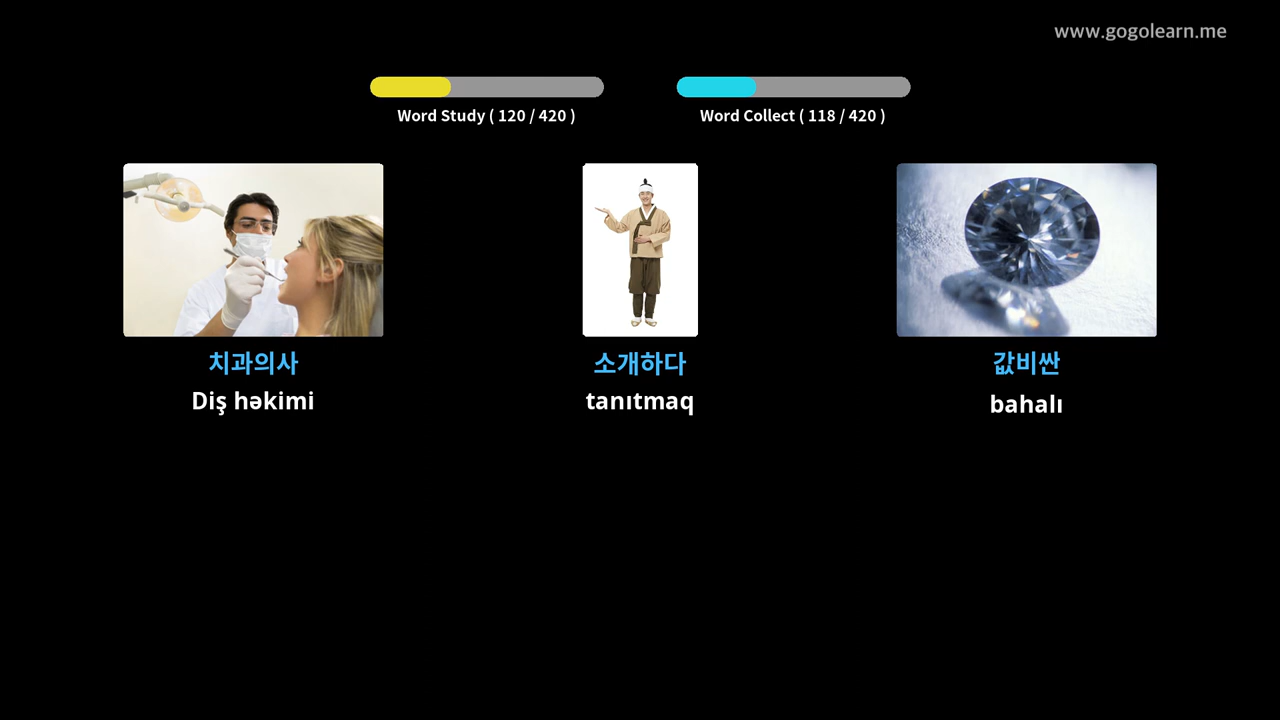 www.gogolearn.me
Word Study ( 120 / 420 )
Word Collect ( 118 / 420 )
치과의사
소개하다
값비싼
Diş həkimi
tanıtmaq
bahalı